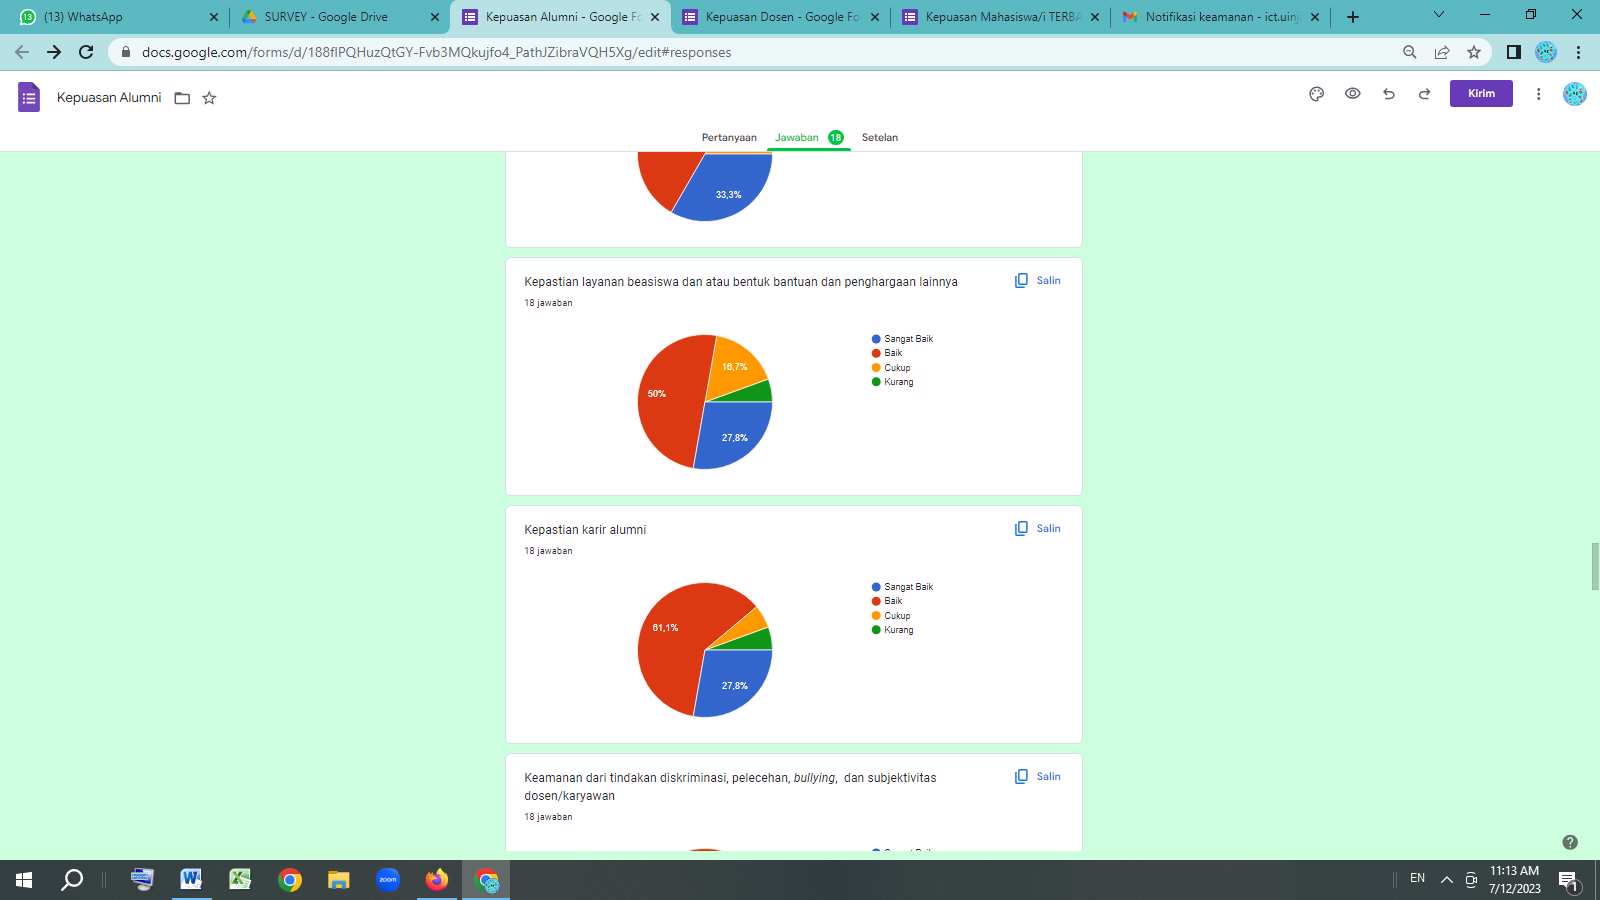 (13) WhatsApp
SURVEY - Google Drive
Kepuasan Alumni - Google Fo
Kepuasan Dosen - Google Fo
Kepuasan Mahasiswa/i TERBA
Notifikasi keamanan - ict.uinj
docs.google.com/forms/d/188flPQHuzQtGY-Fvb3MQkujfo4_PathJZibraVQH5Xg/edit#responses
Kepuasan Alumni
Kirim
Pertanyaan
Jawaban 18
Setelan
33,3%
Kepastian layanan beasiswa dan atau bentuk bantuan dan penghargaan lainnya
Salin
18 jawaban
Sangat Baik
Baik
Cukup
Kurang
16,7%
50%
27,8%
Kepastian karir alumni
Salin
18 jawaban
Sangat Baik
Baik
Cukup
Kurang
61,1%
27,8%
Keamanan dari tindakan diskriminasi, pelecehan, bullying, dan subjektivitas
dosen/karyawan
Salin
18 jawaban
zoom
EN
11:13 AM
7/12/2023
1